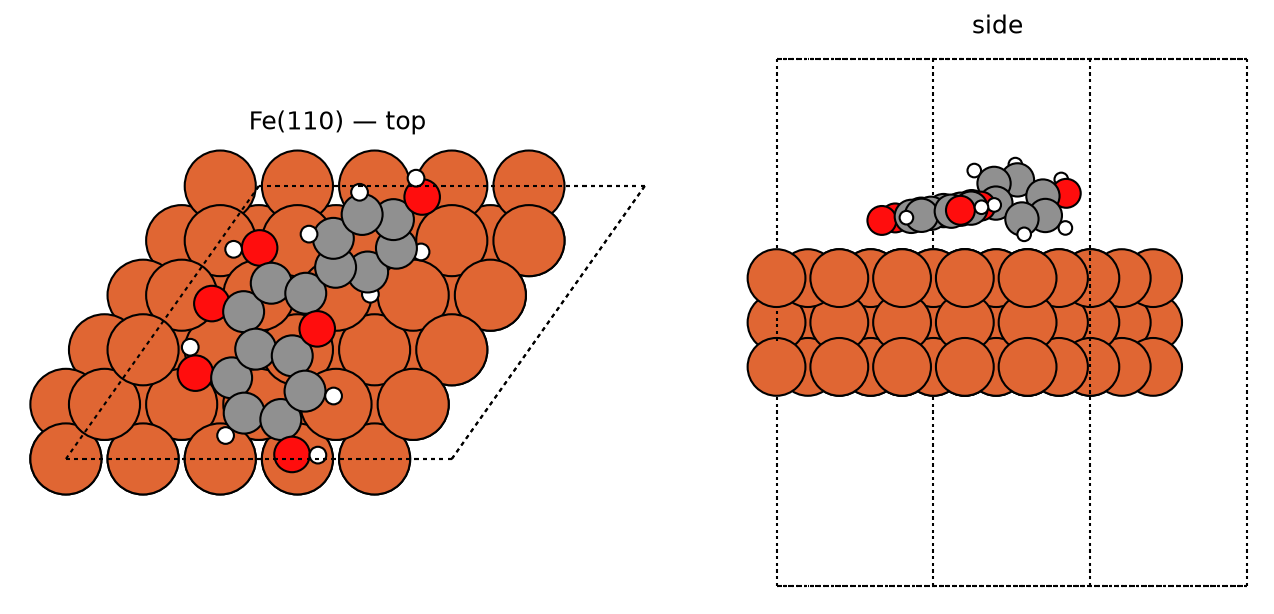 side
Fe(110) — top